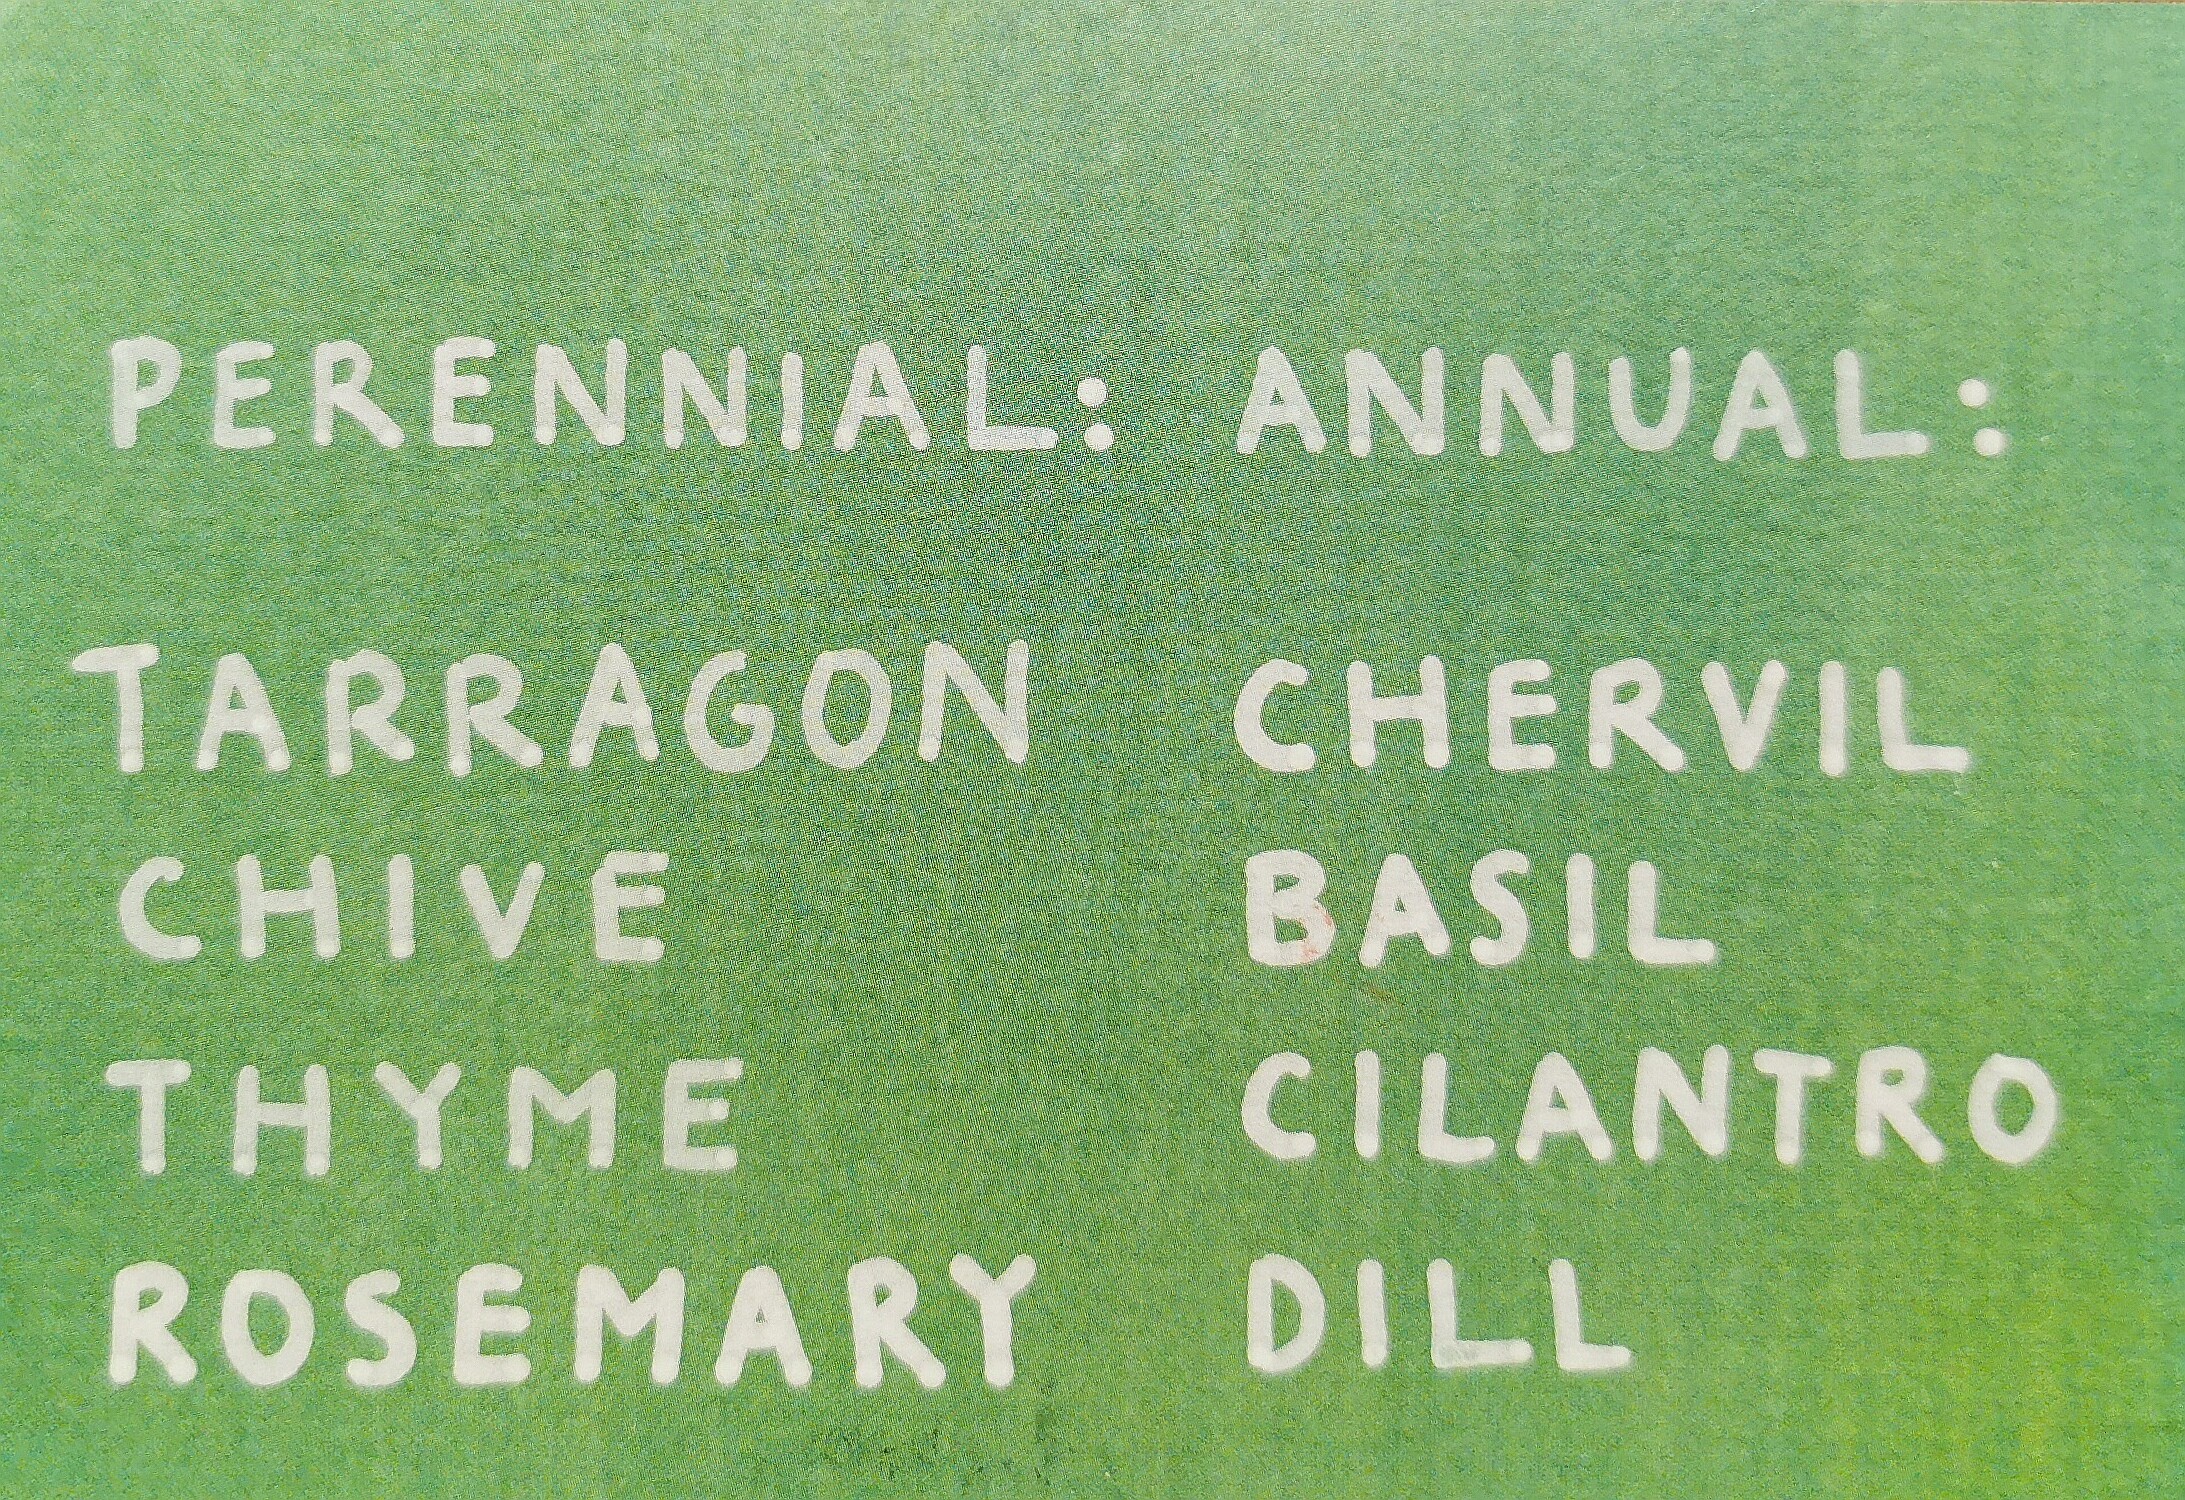 PERENNIAL:
TARRAGON
CHIVE
THYME
ROSEMARY
ANNUAL:
CHERVIL
BASIL
CILANTRO
DILL